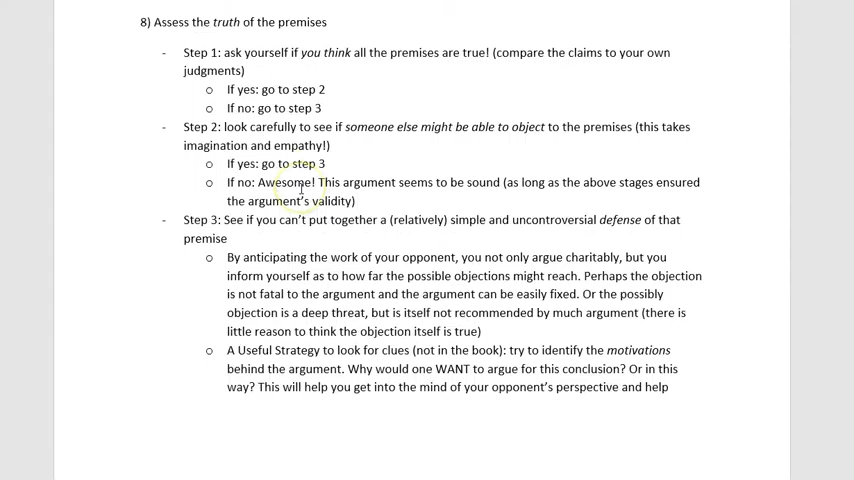 8) Assess the truth of the premises
- Step 1: ask yourself if you think all the premises are true! (compare the claims to your own
judgments)
o If yes: go to step 2
o If no: go to step 3
- Step 2: look carefully to see if someone else might be able to object to the premises (this takes
imagination and empathy!)
o If yes: go to step 3
o If no: Awesome! This argument seems to be sound (as long as the above stages ensured
the argument's validity)
- Step 3: See if you can't put together a (relatively) simple and uncontroversial defense of that
premise
o By anticipating the work of your opponent, you not only argue charitably, but you
inform yourself as to how far the possible objections might reach. Perhaps the objection
is not fatal to the argument and the argument can be easily fixed. Or the possibly
objection is a deep threat, but is itself not recommended by much argument (there is
little reason to think the objection itself is true)
o A Useful Strategy to look for clues (not in the book): try to identify the motivations
behind the argument. Why would one WANT to argue for this conclusion? Or in this
way? This will help you get into the mind of your opponent's perspective and help